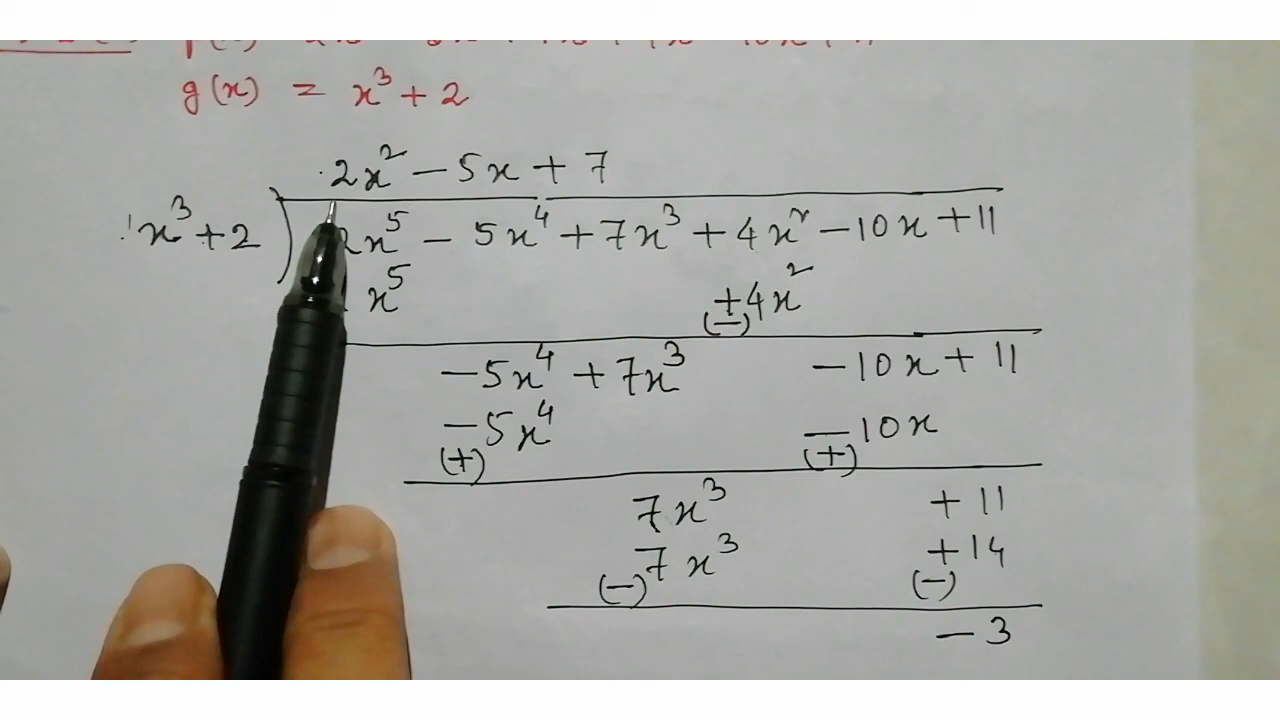 g(x) = x³ + 2
2x² - 5x + 7
x³ + 2 ) 2x⁵ - 5x⁴ + 7x³ + 4x² - 10x + 11
x⁵ +4x²
(-)
-5x⁴ + 7x³ -10x + 11
-5x⁴ -10x
(+) (+)
7x³ + 11
7x³ + 14
(-) (-)
- 3